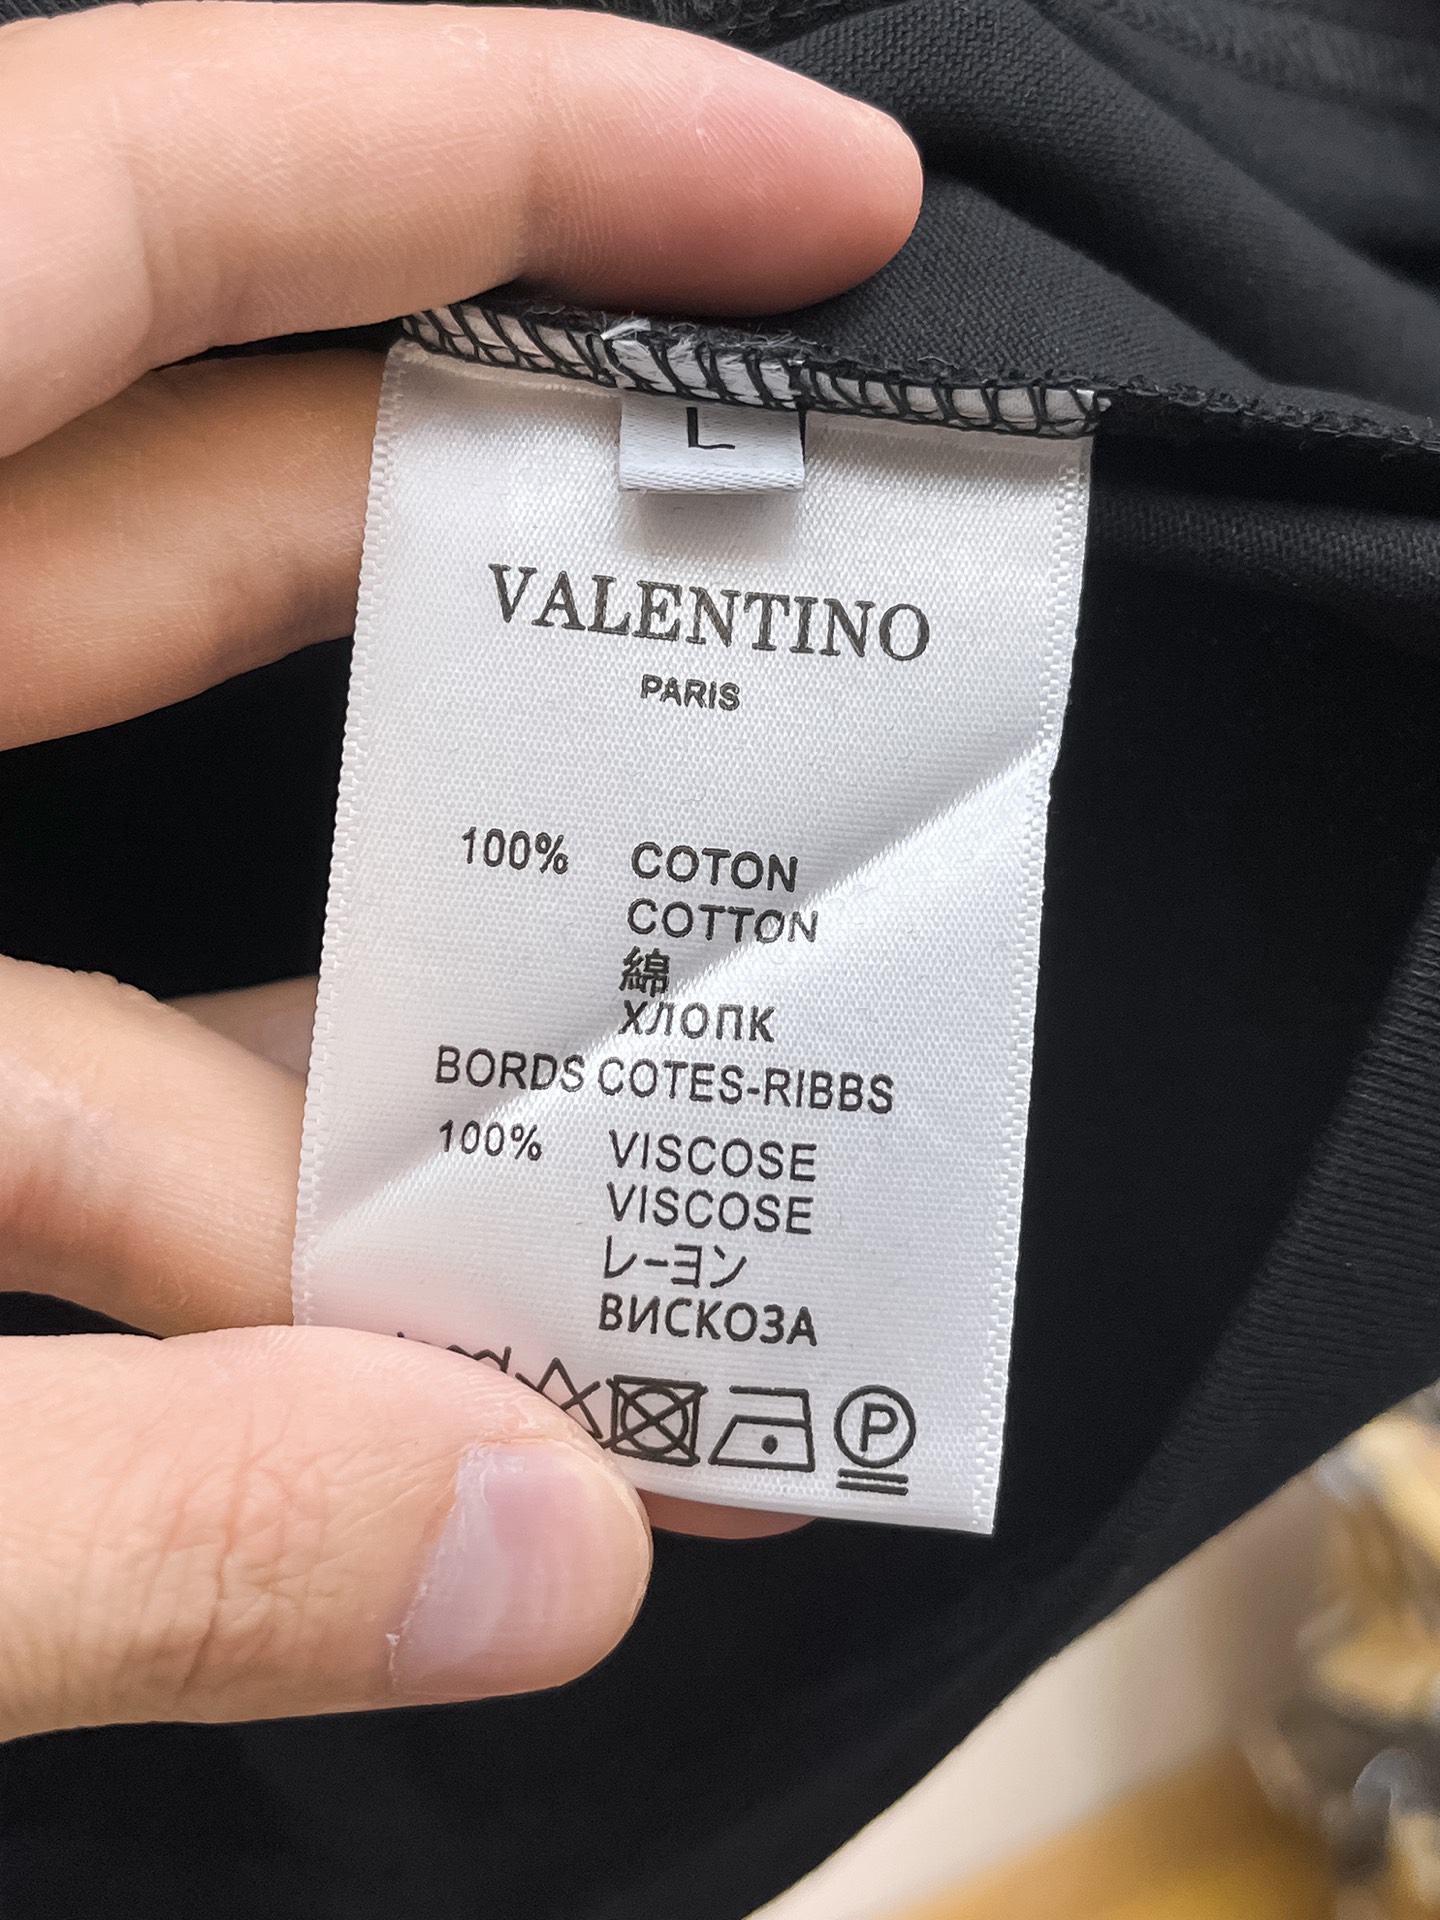 L
VALENTINO
PARIS
100% COTON
COTTON
綿
ХЛОПК
BORDS COTES-RIBBS
100% VISCOSE
VISCOSE
レーヨン
ВИСКОЗА
P